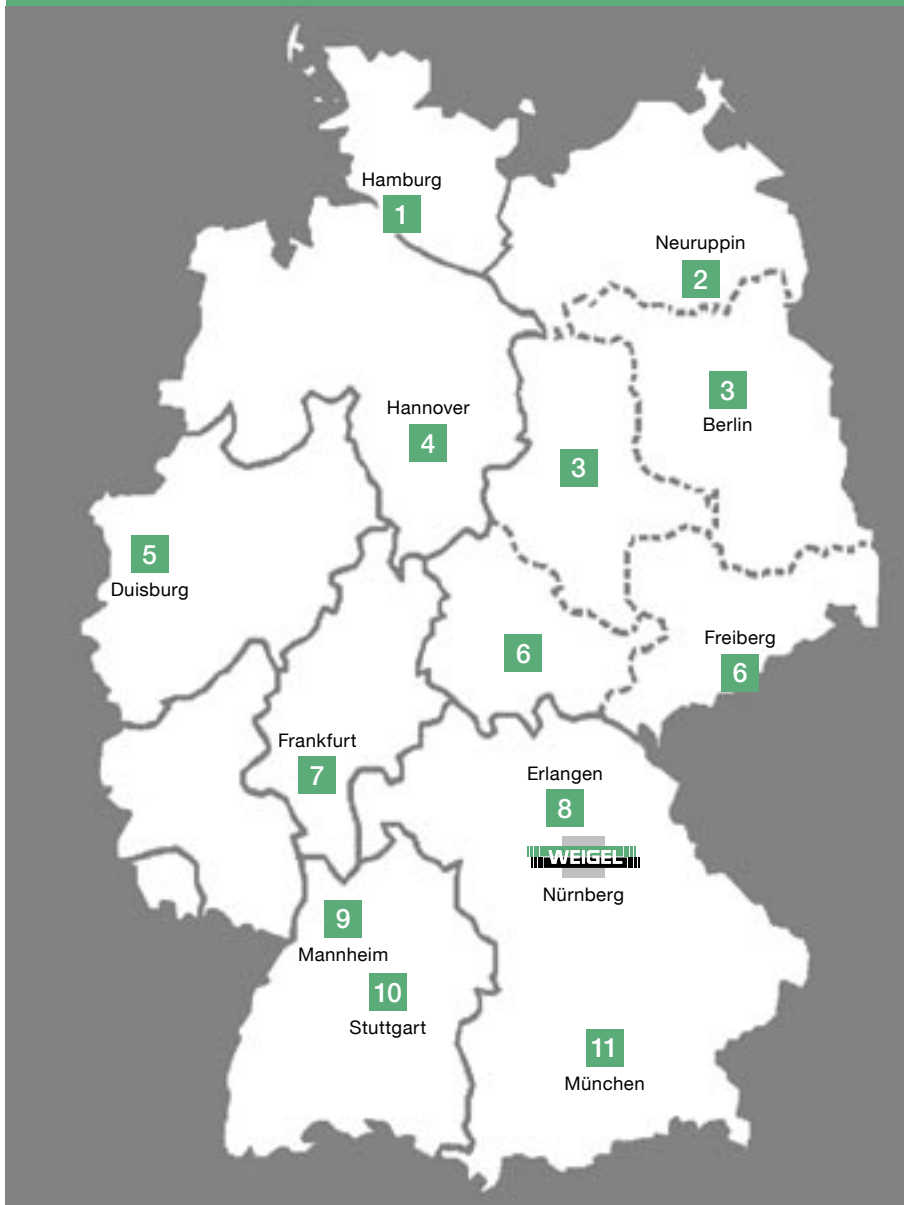 Hamburg
1
Neuruppin
2
3
Berlin
Hannover
4
3
5
Duisburg
6
Freiberg
6
Frankfurt
7
Erlangen
8
WEIGEL
Nürnberg
9
Mannheim
10
Stuttgart
11
München